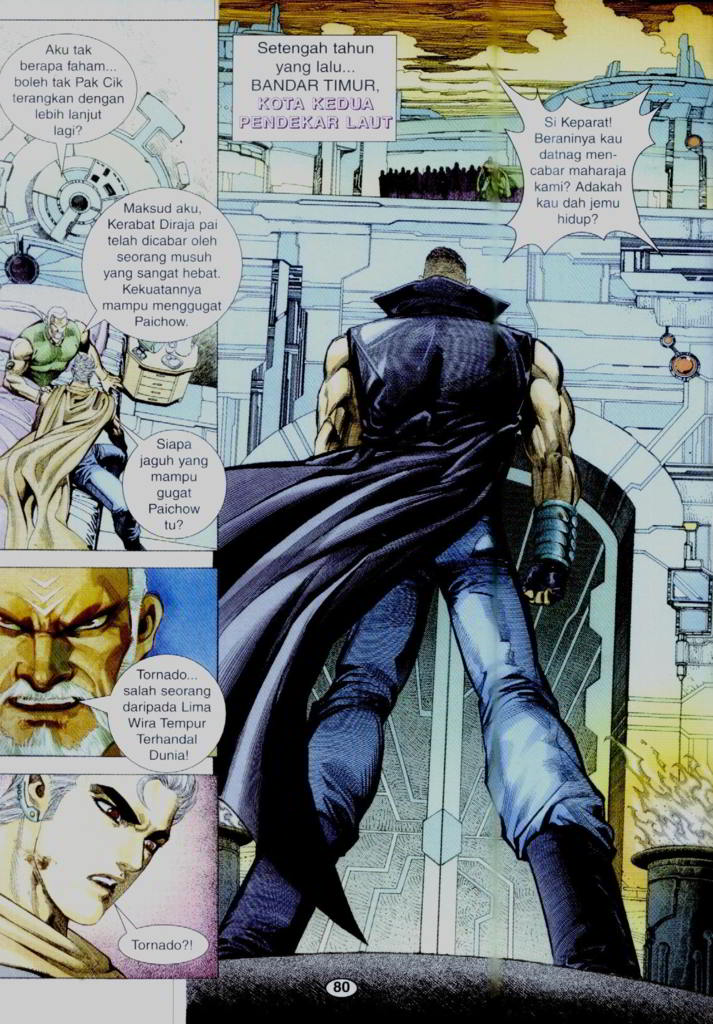 Aku tak
berapa faham...
boleh tak Pak Cik
terangkan dengan
lebih lanjut
lagi?
Maksud aku,
Kerabat Diraja pai
telah dicabar oleh
seorang musuh
yang sangat hebat.
Kekuatannya
mampu menggugat
Paichow.
Siapa
jaguh yang
mampu
gugat
Paichow
tu?
Tornado...
salah seorang
daripada Lima
Wira Tempur
Terhandal
Dunia!
Tornado?!
Setengah tahun
yang lalu...
BANDAR TIMUR,
KOTA KEDUA
PENDEKAR LAUT
Si Keparat!
Beraninya kau
datnag men-
cabar maharaja
kami? Adakah
kau dah jemu
hidup?
80